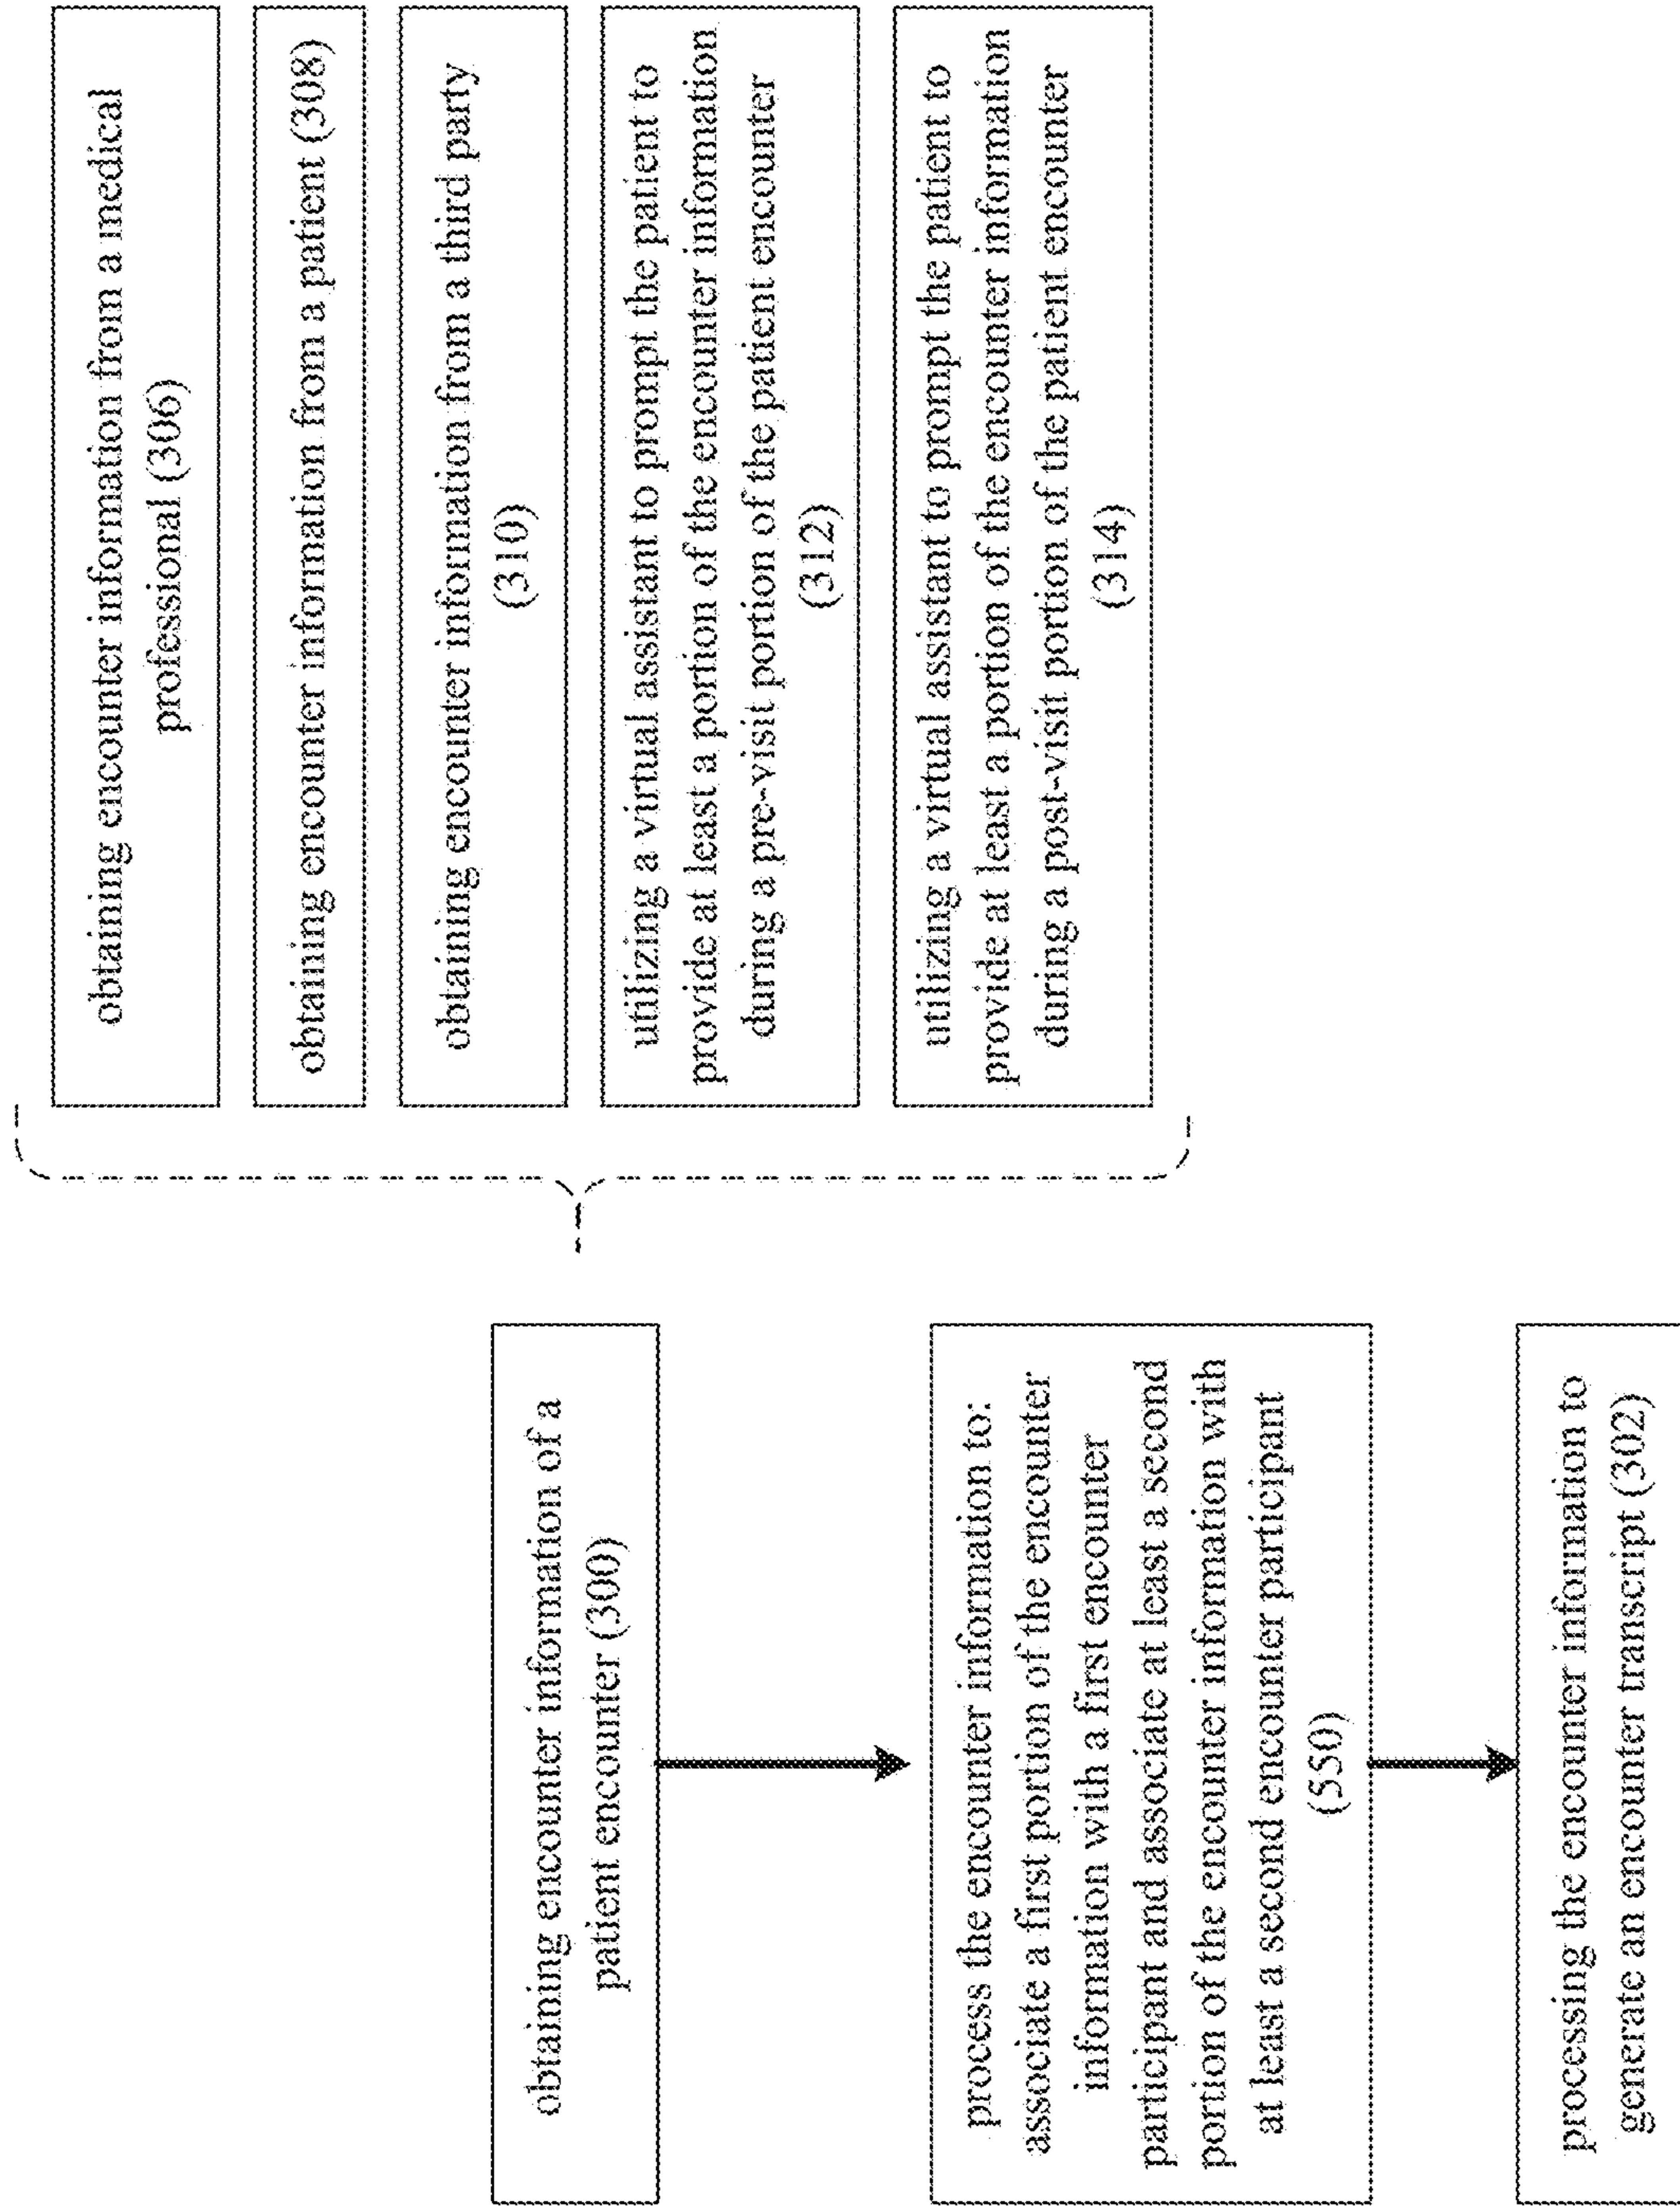 obtaining encounter information of a
patient encounter (300)
process the encounter information to:
associate a first portion of the encounter
information with a first encounter
participant and associate at least a second
portion of the encounter information with
at least a second encounter participant
(550)
processing the encounter information to
generate an encounter transcript (302)
obtaining encounter information from a medical
professional (306)
obtaining encounter information from a patient (308)
obtaining encounter information from a third party
(310)
utilizing a virtual assistant to prompt the patient to
provide at least a portion of the encounter information
during a pre-visit portion of the patient encounter
(312)
utilizing a virtual assistant to prompt the patient to
provide at least a portion of the encounter information
during a post-visit portion of the patient encounter
(314)